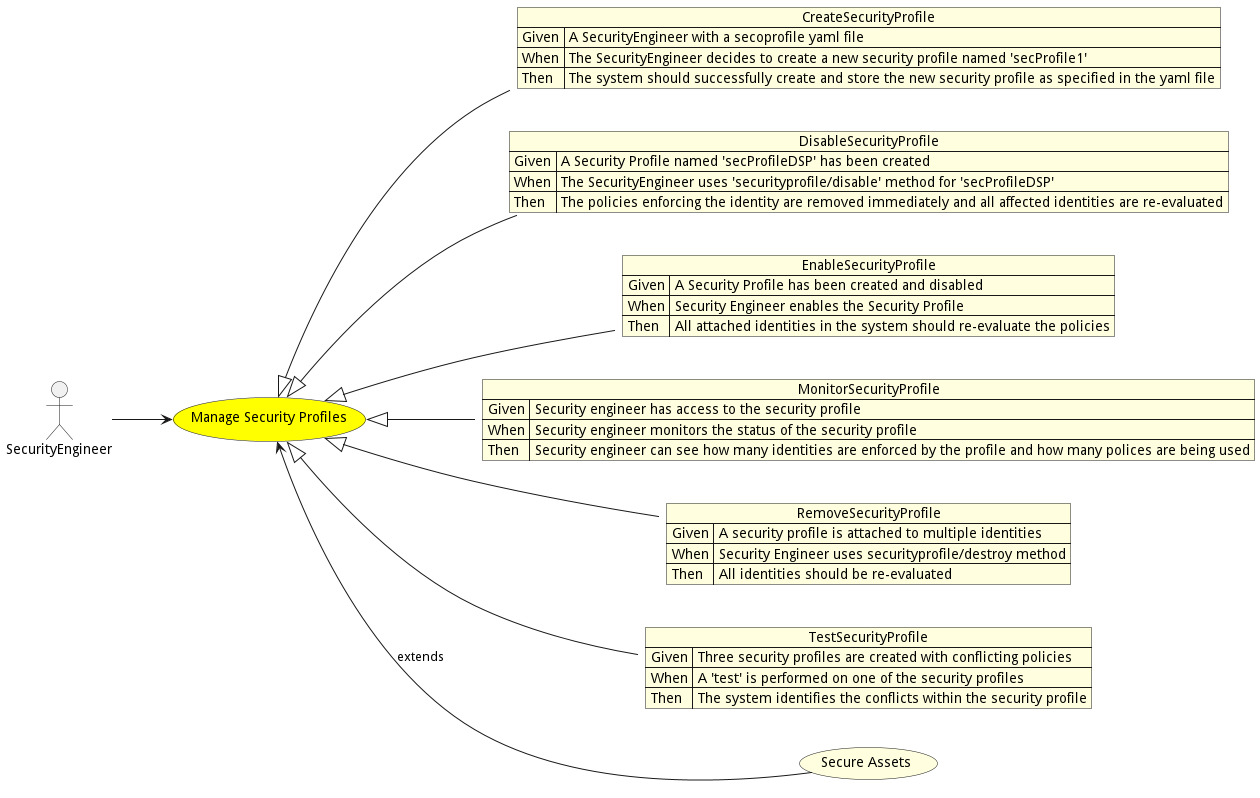 CreateSecurityProfile
Given A SecurityEngineer with a secoprofile yaml file
When The SecurityEngineer decides to create a new security profile named 'secProfile1'
Then The system should successfully create and store the new security profile as specified in the yaml file
DisableSecurityProfile
Given A Security Profile named 'secProfileDSP' has been created
When The SecurityEngineer uses 'securityprofile/disable' method for 'secProfileDSP'
Then The policies enforcing the identity are removed immediately and all affected identities are re-evaluated
EnableSecurityProfile
Given A Security Profile has been created and disabled
When Security Engineer enables the Security Profile
Then All attached identities in the system should re-evaluate the policies
SecurityEngineer
Manage Security Profiles
MonitorSecurityProfile
Given Security engineer has access to the security profile
When Security engineer monitors the status of the security profile
Then Security engineer can see how many identities are enforced by the profile and how many polices are being used
RemoveSecurityProfile
Given A security profile is attached to multiple identities
When Security Engineer uses securityprofile/destroy method
Then All identities should be re-evaluated
TestSecurityProfile
Given Three security profiles are created with conflicting policies
When A 'test' is performed on one of the security profiles
Then The system identifies the conflicts within the security profile
extends
Secure Assets